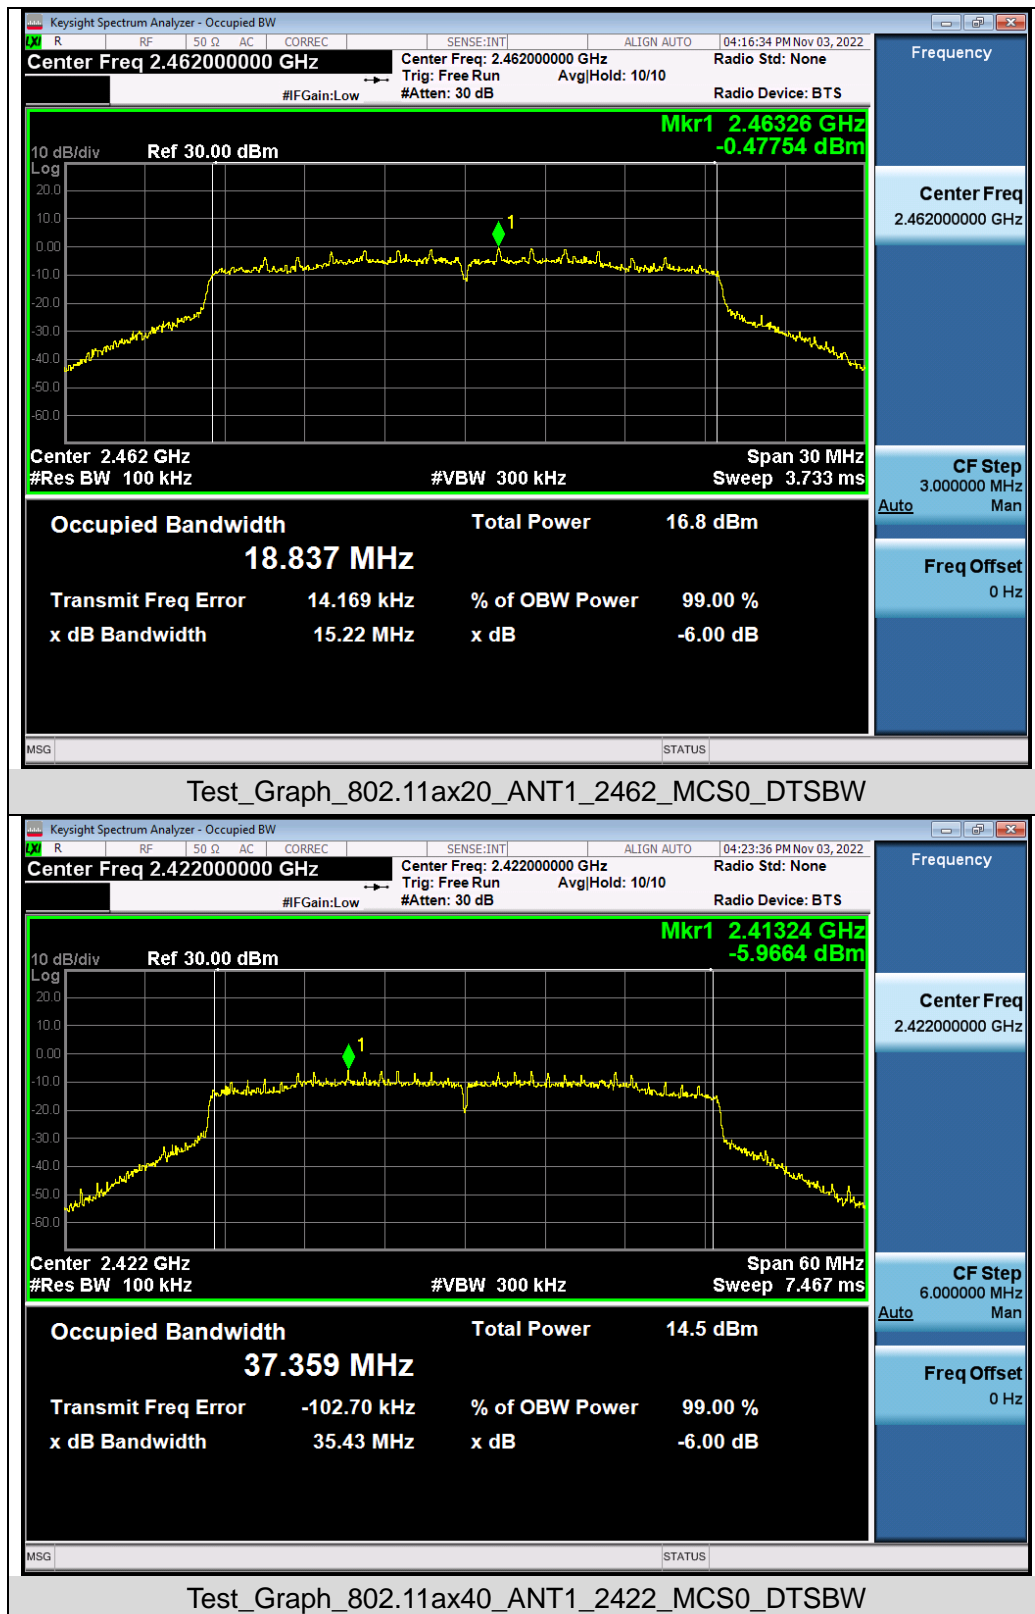 Keysight Spectrum Analyzer - Occupied BW
LXI R RF 50 Ω AC CORREC SENSE:INT ALIGN AUTO 04:16:34 PM Nov 03, 2022
Center Freq 2.462000000 GHz Center Freq: 2.462000000 GHz Radio Std: None
Trig: Free Run Avg|Hold: 10/10
#IFGain:Low #Atten: 30 dB Radio Device: BTS
Frequency
Mkr1 2.46326 GHz
-0.47754 dBm
10 dB/div Ref 30.00 dBm
Log
20.0
10.0
0.00
-10.0
-20.0
-30.0
-40.0
-50.0
-60.0
1
Center 2.462 GHz Span 30 MHz
#Res BW 100 kHz #VBW 300 kHz Sweep 3.733 ms
Center Freq
2.462000000 GHz
CF Step
3.000000 MHz
Auto Man
Freq Offset
0 Hz
Occupied Bandwidth Total Power 16.8 dBm
18.837 MHz
Transmit Freq Error 14.169 kHz % of OBW Power 99.00 %
x dB Bandwidth 15.22 MHz x dB -6.00 dB
MSG STATUS
Test_Graph_802.11ax20_ANT1_2462_MCS0_DTSBW
Keysight Spectrum Analyzer - Occupied BW
LXI R RF 50 Ω AC CORREC SENSE:INT ALIGN AUTO 04:23:36 PM Nov 03, 2022
Center Freq 2.422000000 GHz Center Freq: 2.422000000 GHz Radio Std: None
Trig: Free Run Avg|Hold: 10/10
#IFGain:Low #Atten: 30 dB Radio Device: BTS
Frequency
Mkr1 2.41324 GHz
-5.9664 dBm
10 dB/div Ref 30.00 dBm
Log
20.0
10.0
0.00
-10.0
-20.0
-30.0
-40.0
-50.0
-60.0
1
Center 2.422 GHz Span 60 MHz
#Res BW 100 kHz #VBW 300 kHz Sweep 7.467 ms
Center Freq
2.422000000 GHz
CF Step
6.000000 MHz
Auto Man
Freq Offset
0 Hz
Occupied Bandwidth Total Power 14.5 dBm
37.359 MHz
Transmit Freq Error -102.70 kHz % of OBW Power 99.00 %
x dB Bandwidth 35.43 MHz x dB -6.00 dB
MSG STATUS
Test_Graph_802.11ax40_ANT1_2422_MCS0_DTSBW